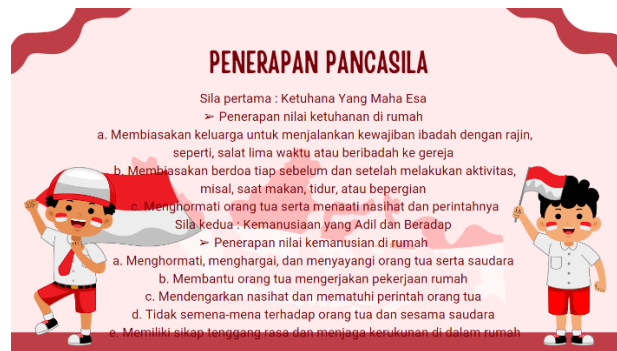 PENERAPAN PANCASILA
Sila pertama : Ketuhana Yang Maha Esa
➢ Penerapan nilai ketuhanan di rumah
a. Membiasakan keluarga untuk menjalankan kewajiban ibadah dengan rajin,
seperti, salat lima waktu atau beribadah ke gereja
b. Membiasakan berdoa tiap sebelum dan setelah melakukan aktivitas,
misal, saat makan, tidur, atau bepergian
c. Menghormati orang tua serta menaati nasihat dan perintahnya
Sila kedua : Kemanusiaan yang Adil dan Beradap
➢ Penerapan nilai kemanusian di rumah
a. Menghormati, menghargai, dan menyayangi orang tua serta saudara
b. Membantu orang tua mengerjakan pekerjaan rumah
c. Mendengarkan nasihat dan mematuhi perintah orang tua
d. Tidak semena-mena terhadap orang tua dan sesama saudara
e. Memiliki sikap tenggang rasa dan menjaga kerukunan di dalam rumah